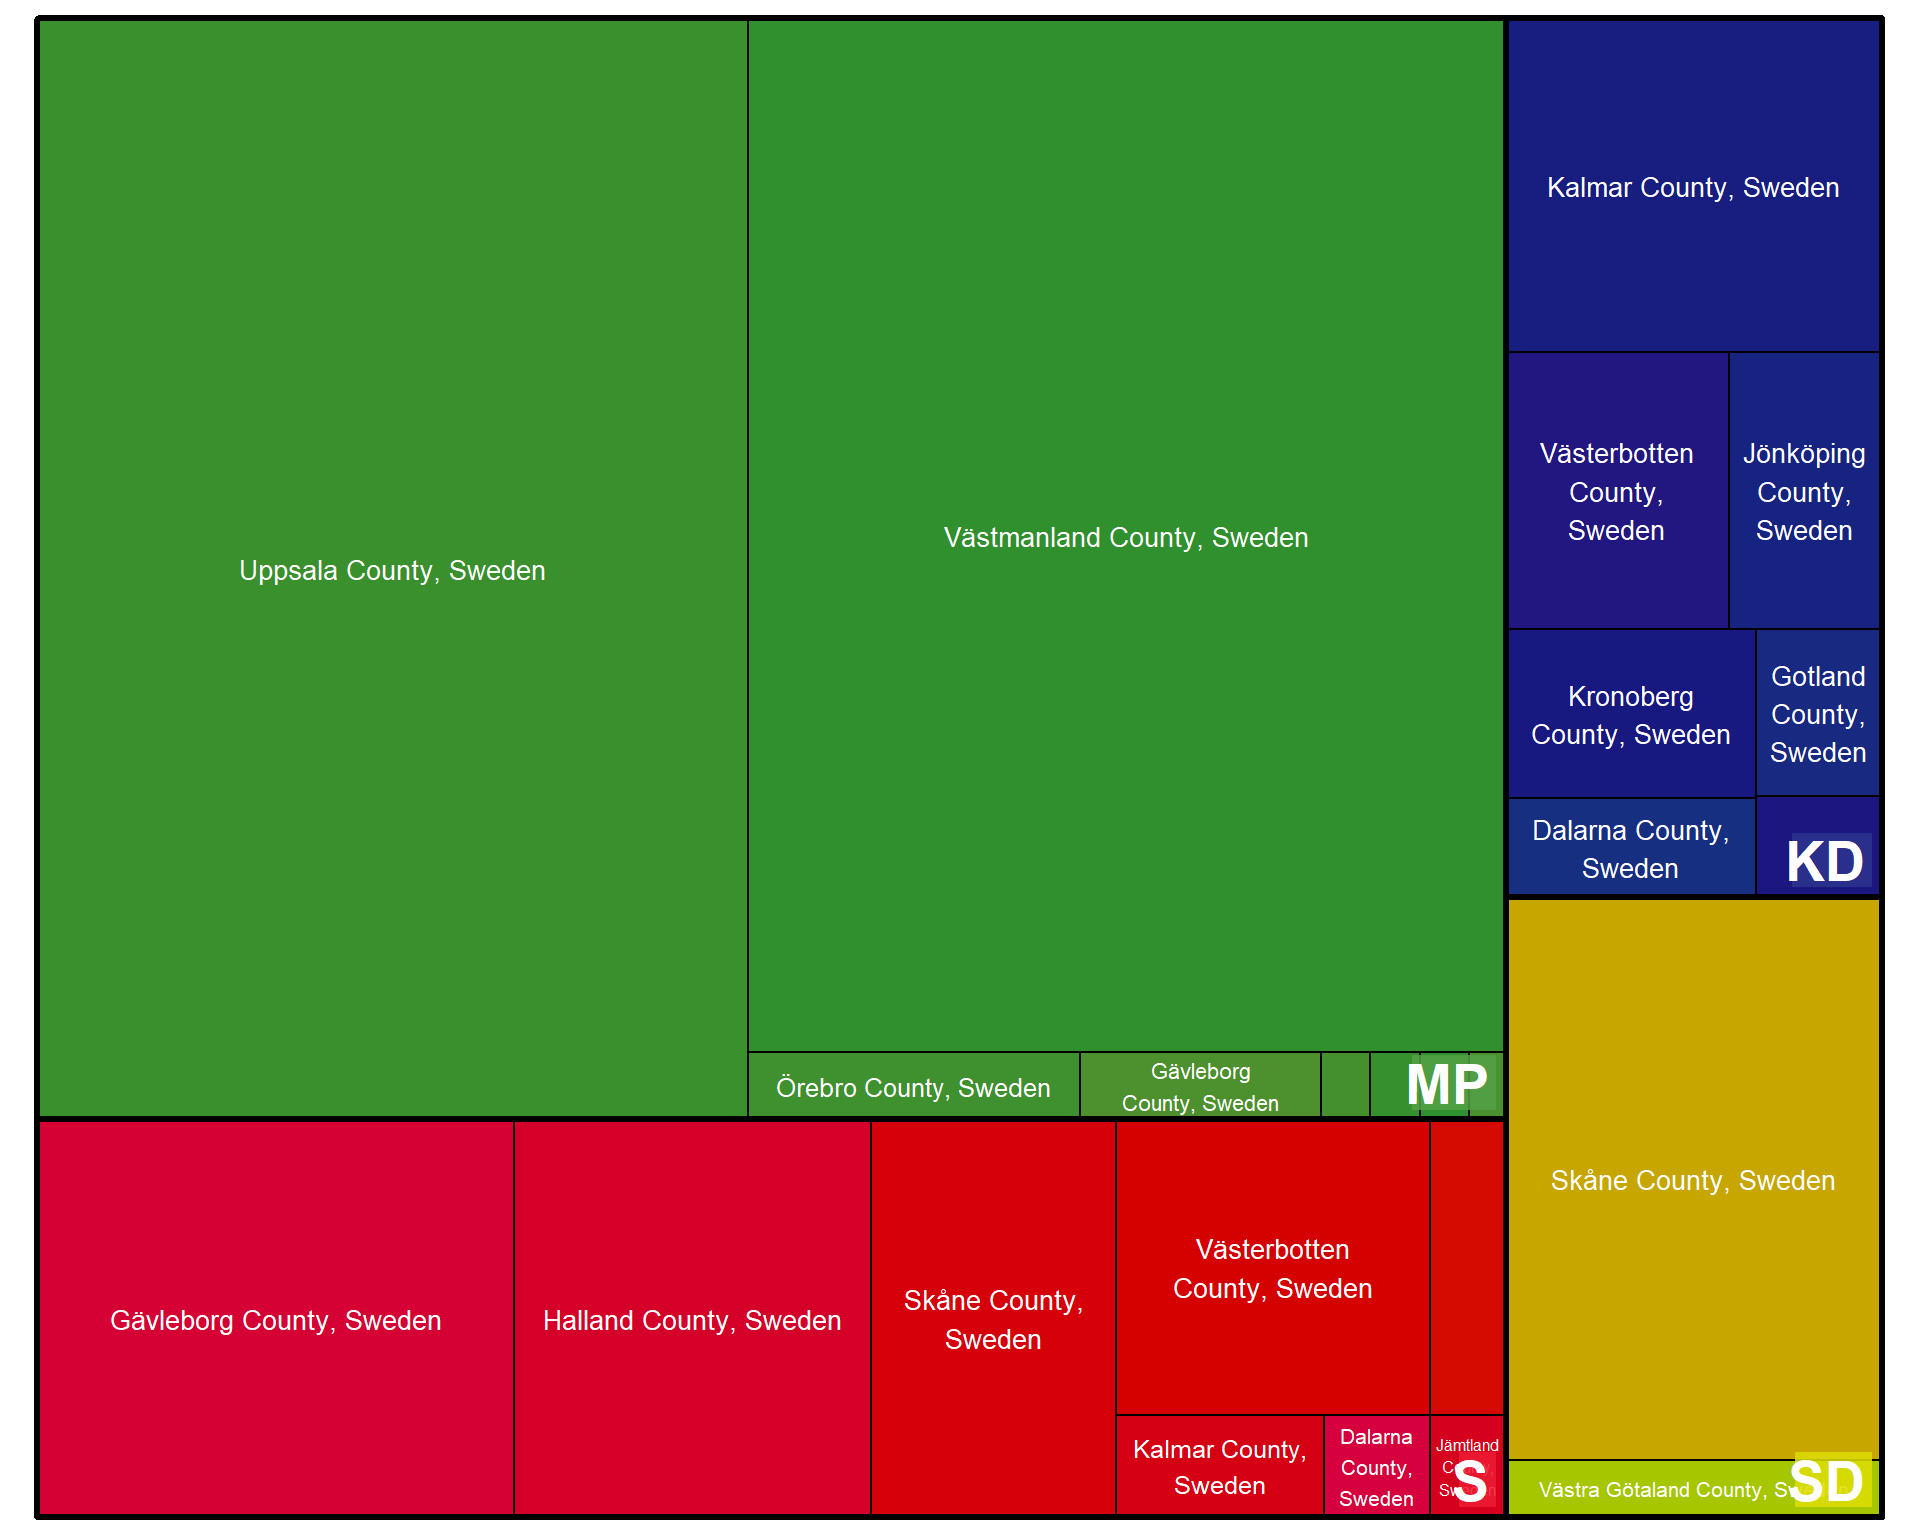 Uppsala County, Sweden
Västmanland County, Sweden
Örebro County, Sweden
Gävleborg
County, Sweden
MP
Kalmar County, Sweden
Västerbotten
County,
Sweden
Jönköping
County,
Sweden
Kronoberg
County, Sweden
Gotland
County,
Sweden
Dalarna County,
Sweden
KD
Gävleborg County, Sweden
Halland County, Sweden
Skåne County,
Sweden
Västerbotten
County, Sweden
Kalmar County,
Sweden
Dalarna
County,
Sweden
Jämtland
County,
Sweden
S
Skåne County, Sweden
Västra Götaland County, Sweden
SD